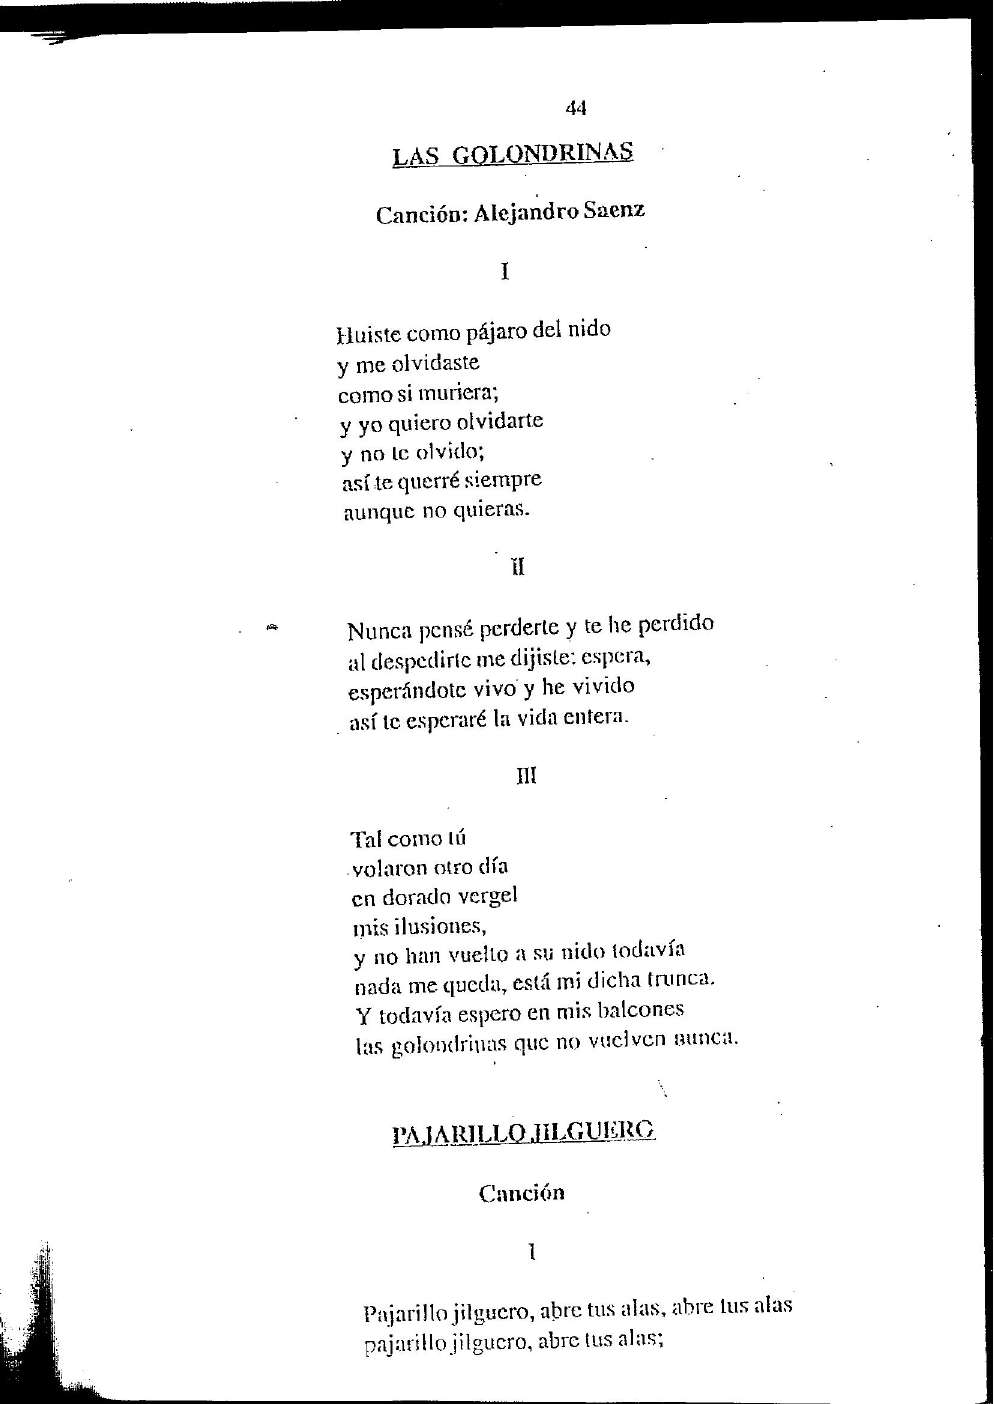 44
LAS GOLONDRINAS
Canción: Alejandro Saenz
I
Huiste como pájaro del nido
y me olvidaste
como si muriera;
y yo quiero olvidarte
y no te olvido;
así te querré siempre
aunque no quieras.
II
Nunca pensé perderte y te he perdido
al despedirte me dijiste: espera,
esperándote vivo y he vivido
así te esperaré la vida entera.
III
Tal como tú
volaron otro día
en dorado vergel
mis ilusiones,
y no han vuelto a su nido todavía
nada me queda, está mi dicha trunca.
Y todavía espero en mis balcones
las golondrinas que no vuelven nunca.
PAJARILLO JILGUERO
Canción
I
Pajarillo jilguero, abre tus alas, abre tus alas
pajarillo jilguero, abre tus alas;